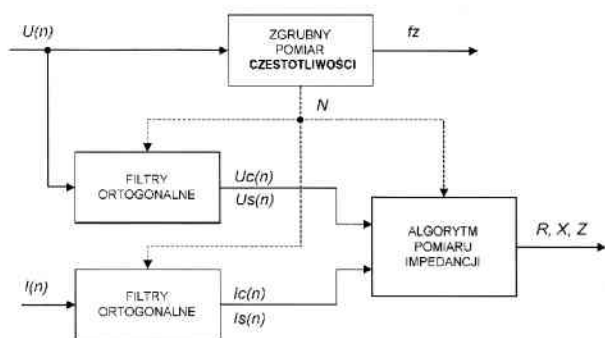 U(n)
ZGRUBNY
POMIAR
CZESTOTLIWOŚCI
fz
N
FILTRY
ORTOGONALNE
Uc(n)
Us(n)
ALGORYTM
POMIARU
IMPEDANCJI
R, X, Z
I(n)
FILTRY
ORTOGONALNE
Ic(n)
Is(n)